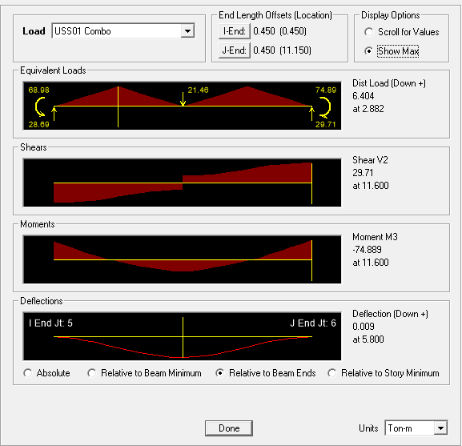 Load USS01 Combo
End Length Offsets (Location)
I-End: 0.450 (0.450)
J-End: 0.450 (11.150)
Display Options
Scroll for Values
Show Max
Equivalent Loads
68.98 21.46 74.89
28.69 29.71
Dist Load (Down +)
6.404
at 2.882
Shears
Shear V2
29.71
at 11.600
Moments
Moment M3
-74.889
at 11.600
Deflections
I End Jt: 5 J End Jt: 6
Deflection (Down +)
0.009
at 5.800
Absolute Relative to Beam Minimum Relative to Beam Ends Relative to Story Minimum
Done
Units Ton-m